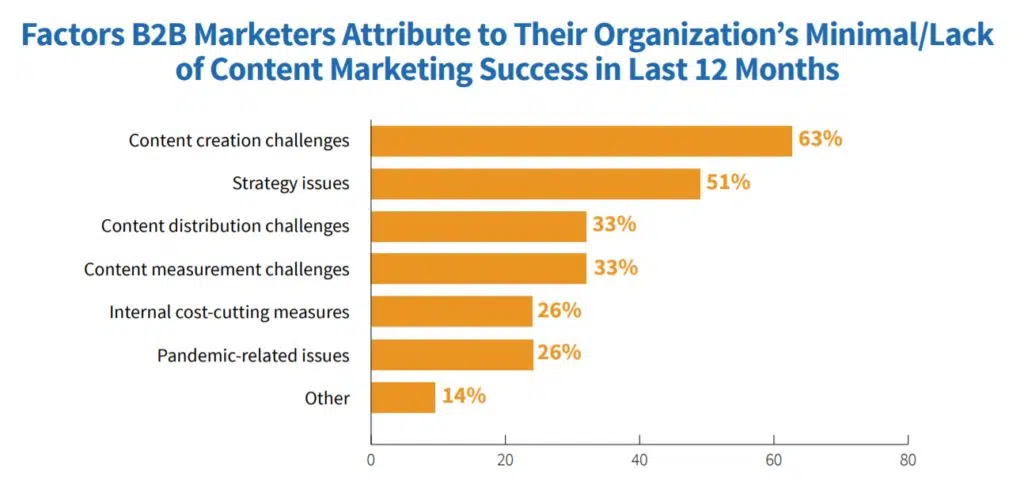 Factors B2B Marketers Attribute to Their Organization’s Minimal/Lack
of Content Marketing Success in Last 12 Months
Content creation challenges 63%
Strategy issues 51%
Content distribution challenges 33%
Content measurement challenges 33%
Internal cost-cutting measures 26%
Pandemic-related issues 26%
Other 14%
0 20 40 60 80